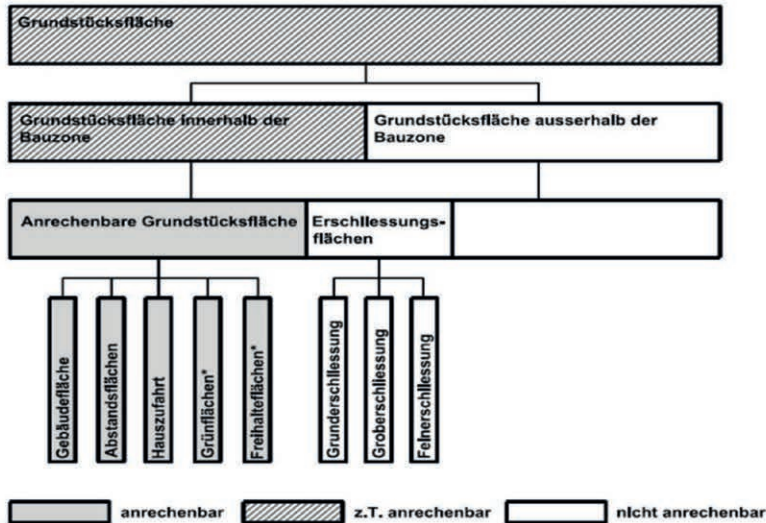 Grundstücksfläche
Grundstücksfläche innerhalb der
Bauzone
Grundstücksfläche ausserhalb der
Bauzone
Anrechenbare Grundstücksfläche
Erschliessungs-
flächen
Gebäudefläche
Abstandsflächen
Hauszufahrt
Grünflächen*
Freihalteflächen*
Grunderschliessung
Groberschliessung
Feinerschliessung
anrechenbar
z.T. anrechenbar
nicht anrechenbar